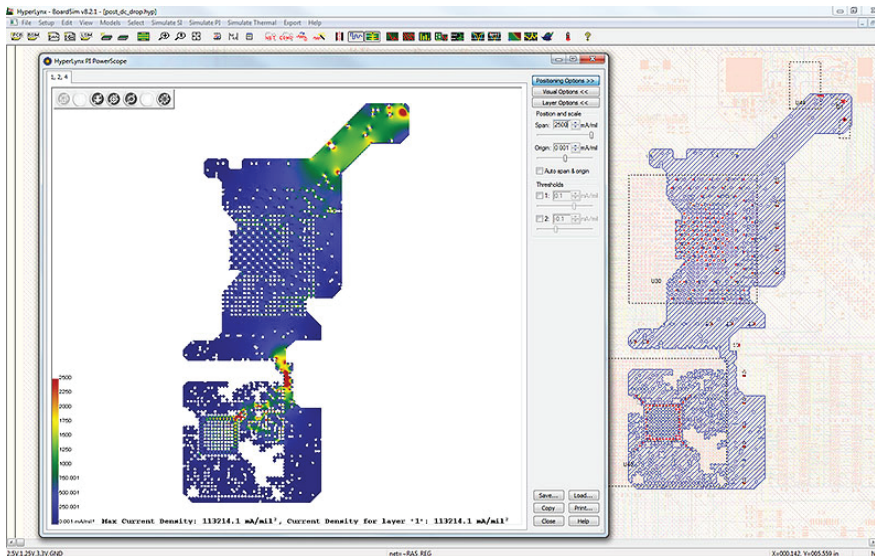 HyperLynx - BoardSim v8.2.1 - [post_dc_drop.hyp]
File Setup Edit View Models Select Simulate SI Simulate PI Simulate Thermal Export Help
HyperLynx PI PowerScope
1, 2, 4
Positioning Options >>
Visual Options <<
Layer Options <<
Position and scale
Span: 2500 mA/mil
Origin: 0.001 mA/mil
Auto span & origin
Thresholds
1: 0.1 mA/mil
2: -0.1 mA/mil
U30
2500
2250
2000
1750
1500
1250
1000
750.001
500.001
250.001
0.001 mA/mil²
Max Current Density: 113214.1 mA/mil², Current Density for layer '1': 113214.1 mA/mil²
Save... Load...
Copy Print...
Close Help
2.5V,1.25V,3.3V,GND
net=+RAS_REG
X=000.142, Y=005.559 in